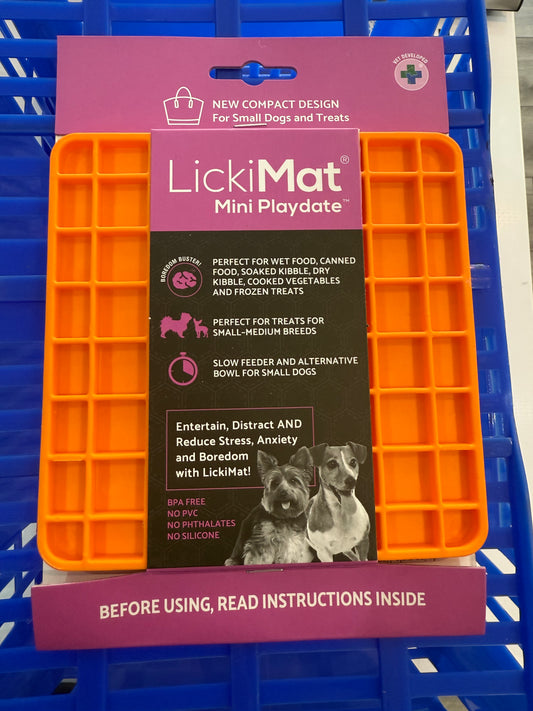 VET DEVELOPED
NEW COMPACT DESIGN
For Small Dogs and Treats
LickiMat®
Mini Playdate™
BOREDOM BUSTER!
PERFECT FOR WET FOOD, CANNED
FOOD, SOAKED KIBBLE, DRY
KIBBLE, COOKED VEGETABLES
AND FROZEN TREATS
PERFECT FOR TREATS FOR
SMALL-MEDIUM BREEDS
SLOW FEEDER AND ALTERNATIVE
BOWL FOR SMALL DOGS
Entertain, Distract AND
Reduce Stress, Anxiety
and Boredom
with LickiMat!
BPA FREE
NO PVC
NO PHTHALATES
NO SILICONE
BEFORE USING, READ INSTRUCTIONS INSIDE